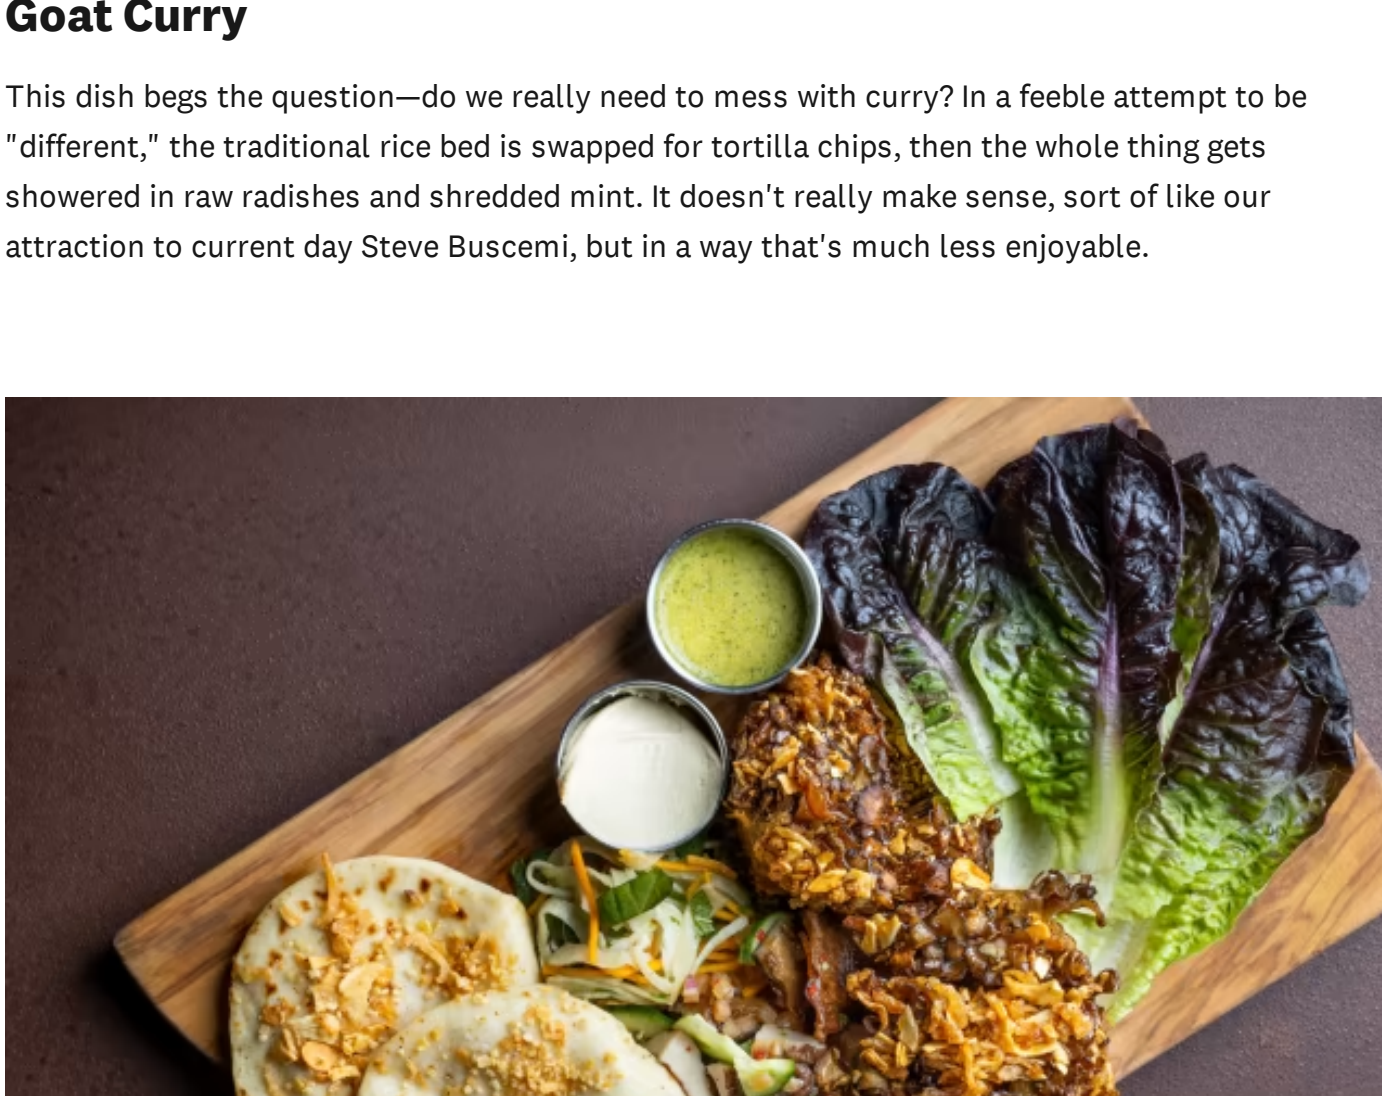 Goat Curry
This dish begs the question—do we really need to mess with curry? In a feeble attempt to be
"different," the traditional rice bed is swapped for tortilla chips, then the whole thing gets
showered in raw radishes and shredded mint. It doesn't really make sense, sort of like our
attraction to current day Steve Buscemi, but in a way that's much less enjoyable.